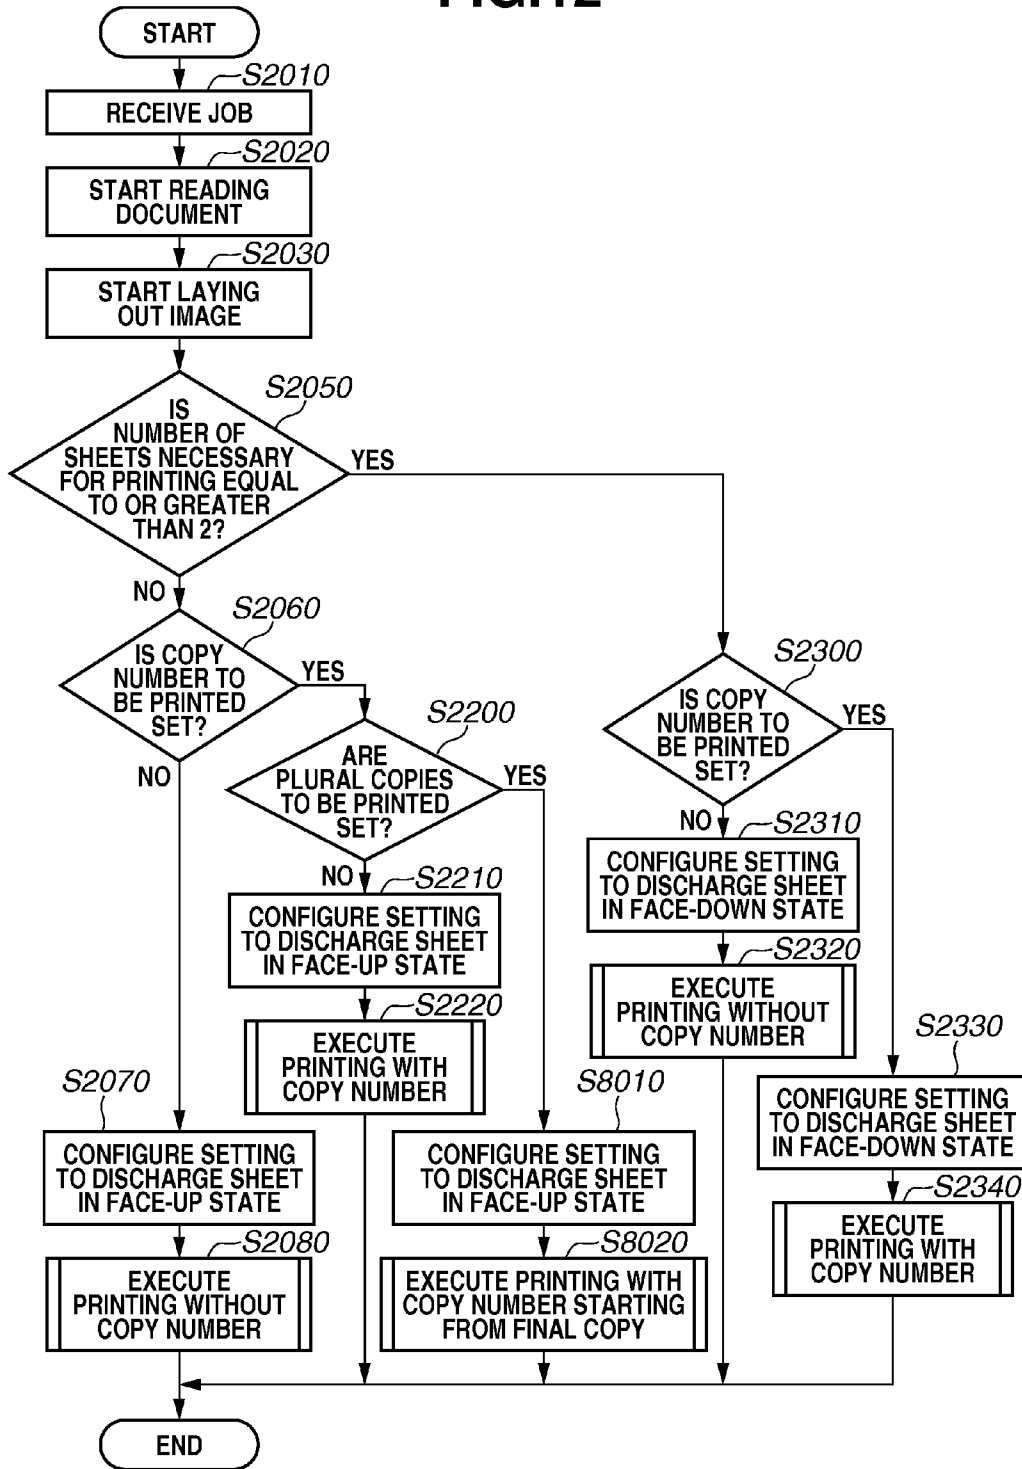 FIG.12
START
S2010
RECEIVE JOB
S2020
START READING
DOCUMENT
S2030
START LAYING
OUT IMAGE
S2050
IS
NUMBER OF
SHEETS NECESSARY
FOR PRINTING EQUAL
TO OR GREATER
THAN 2?
YES
NO
S2060
IS COPY
NUMBER TO
BE PRINTED
SET?
YES
NO
S2200
ARE
PLURAL COPIES
TO BE PRINTED
SET?
YES
NO
S2210
CONFIGURE SETTING
TO DISCHARGE SHEET
IN FACE-UP STATE
S2220
EXECUTE
PRINTING WITH
COPY NUMBER
S2300
IS COPY
NUMBER TO
BE PRINTED
SET?
YES
NO
S2310
CONFIGURE SETTING
TO DISCHARGE SHEET
IN FACE-DOWN STATE
S2320
EXECUTE
PRINTING WITHOUT
COPY NUMBER
S2330
CONFIGURE SETTING
TO DISCHARGE SHEET
IN FACE-DOWN STATE
S2340
EXECUTE
PRINTING WITH
COPY NUMBER
S2070
CONFIGURE SETTING
TO DISCHARGE SHEET
IN FACE-UP STATE
S2080
EXECUTE
PRINTING WITHOUT
COPY NUMBER
S8010
CONFIGURE SETTING
TO DISCHARGE SHEET
IN FACE-UP STATE
S8020
EXECUTE PRINTING WITH
COPY NUMBER STARTING
FROM FINAL COPY
END